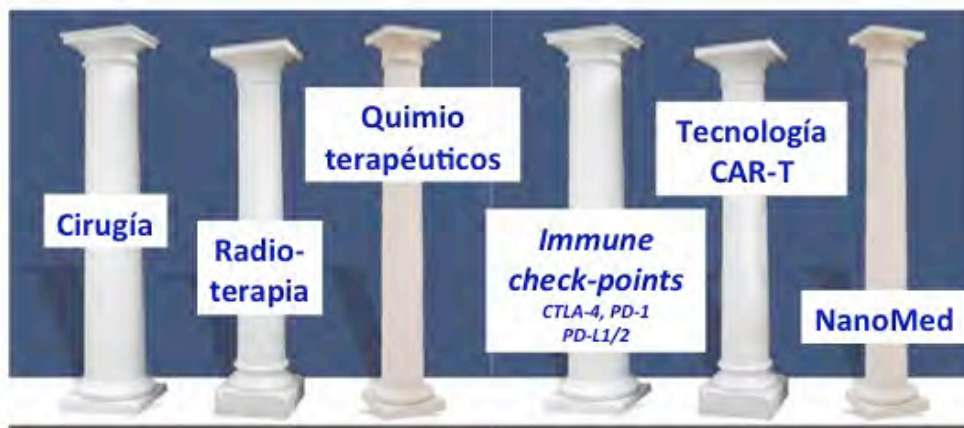 Cirugía
Radio-
terapia
Quimio
terapéuticos
Immune
check-points
CTLA-4, PD-1
PD-L1/2
Tecnología
CAR-T
NanoMed